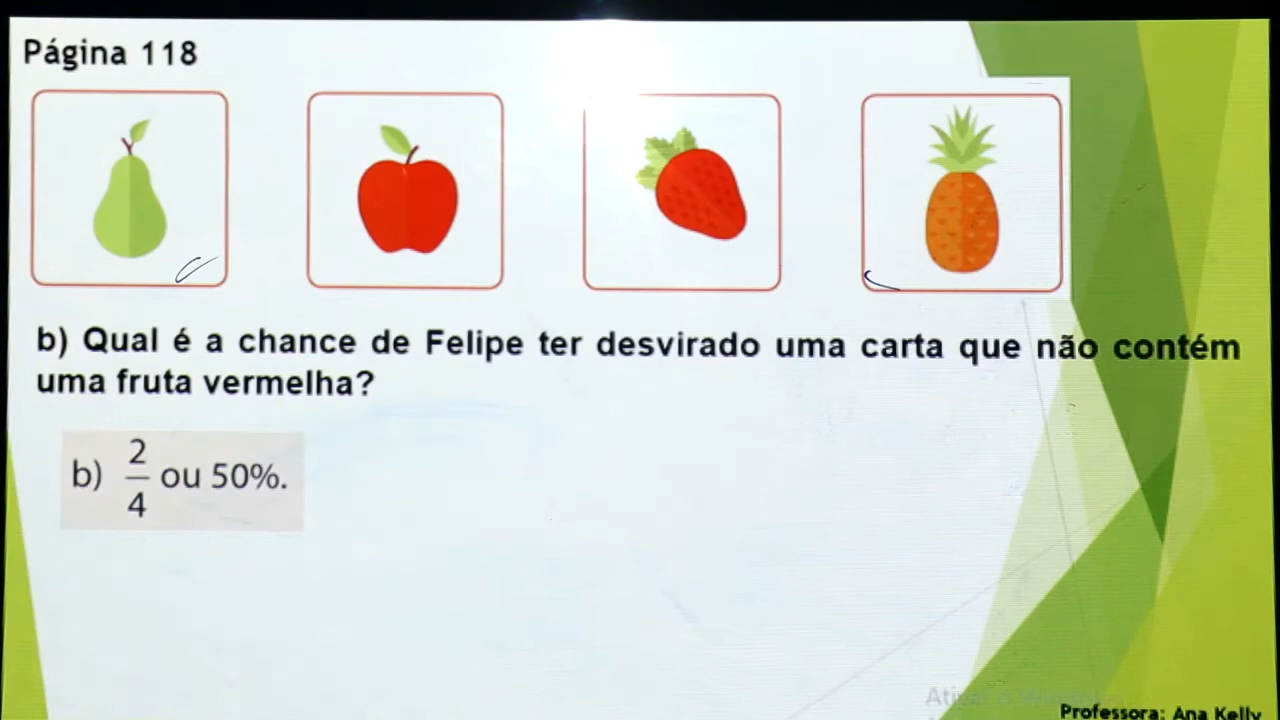 Página 118
b) Qual é a chance de Felipe ter desvirado uma carta que não contém
uma fruta vermelha?
b) 2/4 ou 50%.
Professora: Ana Kelly